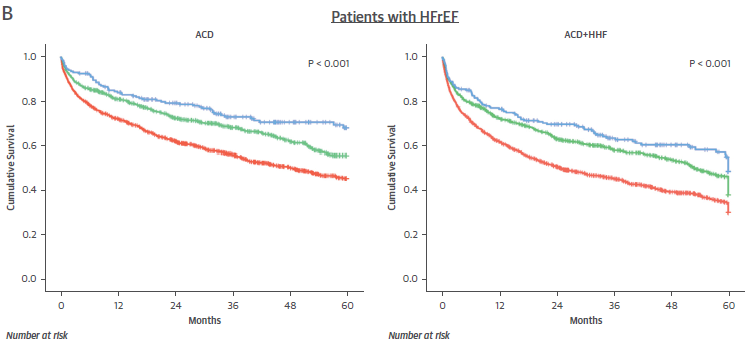 B
Patients with HFrEF
ACD
P < 0.001
Cumulative Survival
1.0
0.8
0.6
0.4
0.2
0.0
0 12 24 36 48 60
Months
Number at risk
ACD+HHF
P < 0.001
Cumulative Survival
1.0
0.8
0.6
0.4
0.2
0.0
0 12 24 36 48 60
Months
Number at risk